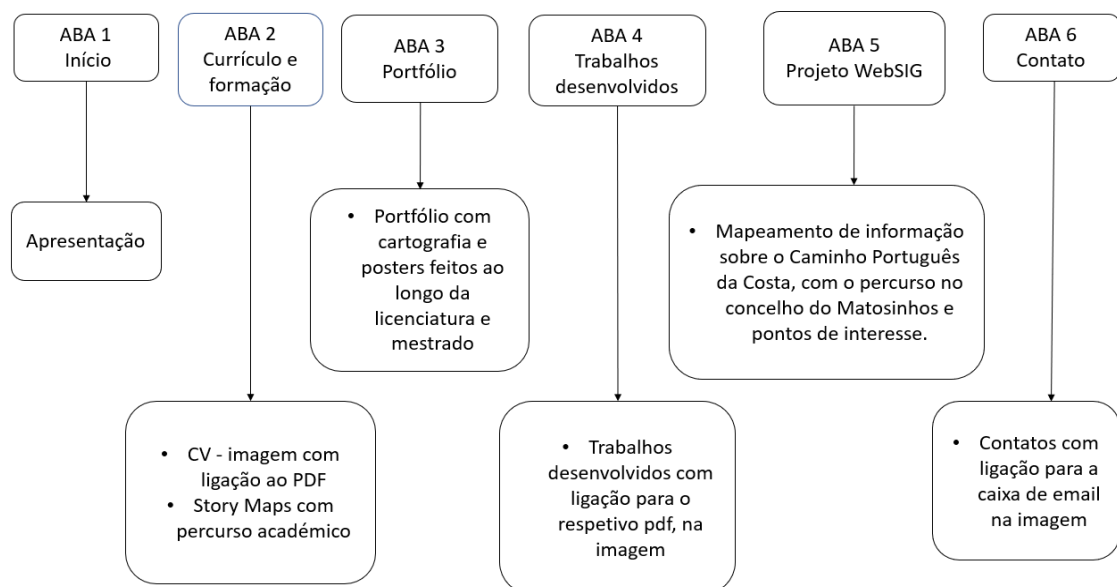 ABA 1
Início
ABA 2
Currículo e
formação
ABA 3
Portfólio
ABA 4
Trabalhos
desenvolvidos
ABA 5
Projeto WebSIG
ABA 6
Contato
Apresentação
• Portfólio com
cartografia e
posters feitos ao
longo da
licenciatura e
mestrado
• Mapeamento de informação
sobre o Caminho Português
da Costa, com o percurso no
concelho do Matosinhos e
pontos de interesse.
• CV - imagem com
ligação ao PDF
• Story Maps com
percurso académico
• Trabalhos
desenvolvidos com
ligação para o
respetivo pdf, na
imagem
• Contatos com
ligação para a
caixa de email
na imagem